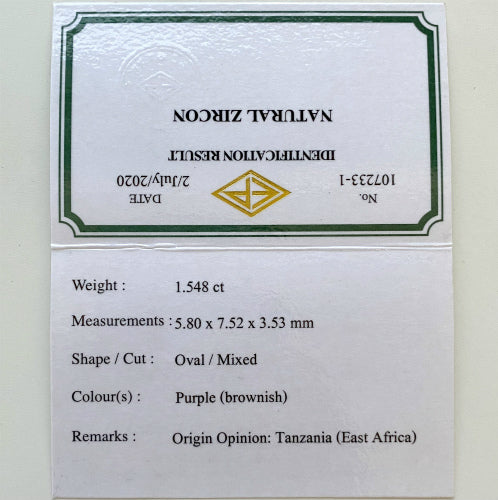 No. 107233-1
DATE 2/July/2020
IDENTIFICATION RESULT
NATURAL ZIRCON
Weight : 1.548 ct
Measurements : 5.80 x 7.52 x 3.53 mm
Shape / Cut : Oval / Mixed
Colour(s) : Purple (brownish)
Remarks : Origin Opinion: Tanzania (East Africa)